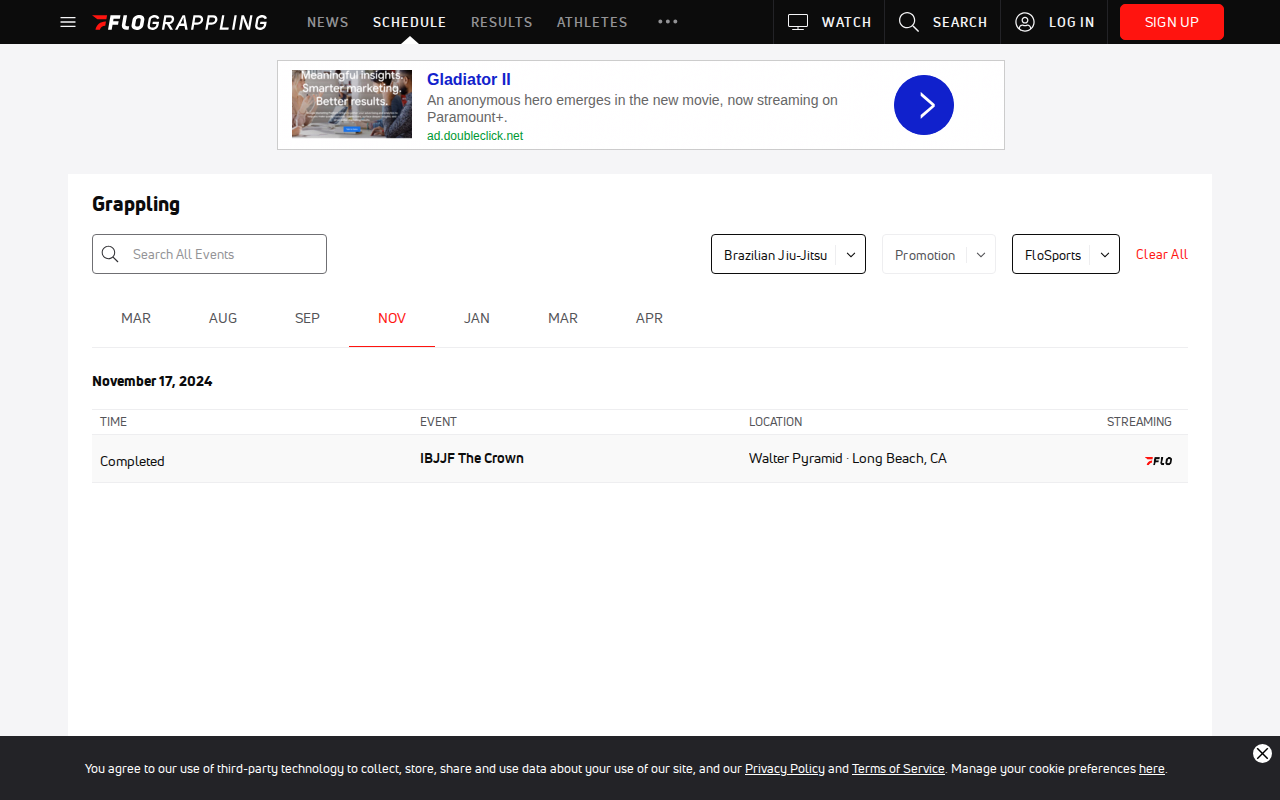 FLOGRAPPLING NEWS SCHEDULE RESULTS ATHLETES ••• WATCH SEARCH LOG IN SIGN UP
Meaningful insights.
Smarter marketing.
Better results.
Gladiator II
An anonymous hero emerges in the new movie, now streaming on
Paramount+.
ad.doubleclick.net
Grappling
Search All Events Brazilian Jiu-Jitsu Promotion FloSports Clear All
MAR AUG SEP NOV JAN MAR APR
November 17, 2024
TIME EVENT LOCATION STREAMING
Completed IBJJF The Crown Walter Pyramid · Long Beach, CA FLO
You agree to our use of third-party technology to collect, store, share and use data about your use of our site, and our Privacy Policy and Terms of Service. Manage your cookie preferences here.